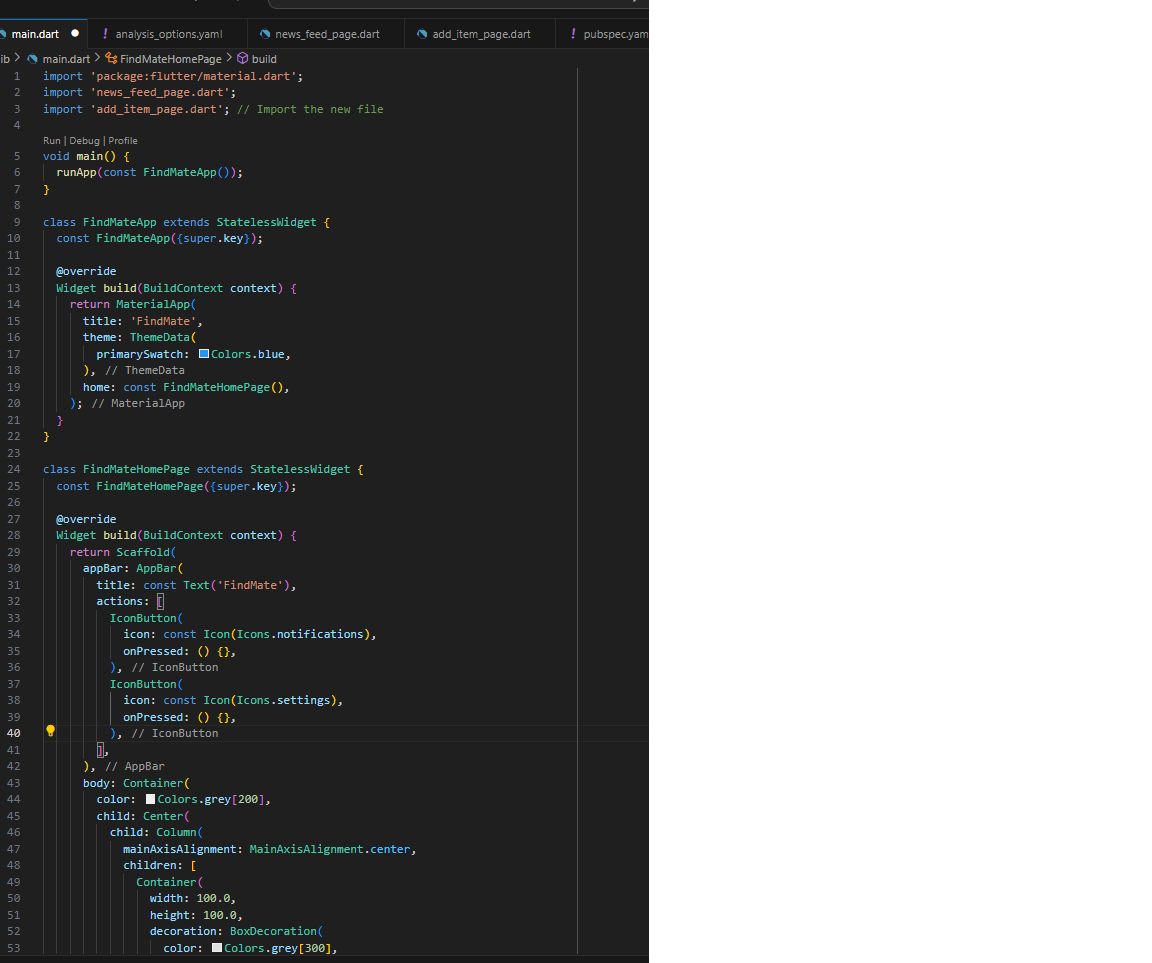 main.dart ● ! analysis_options.yaml news_feed_page.dart add_item_page.dart ! pubspec.yam
ib > main.dart > FindMateHomePage > build
1 import 'package:flutter/material.dart';
2 import 'news_feed_page.dart';
3 import 'add_item_page.dart'; // Import the new file
4
Run | Debug | Profile
5 void main() {
6 runApp(const FindMateApp());
7 }
8
9 class FindMateApp extends StatelessWidget {
10 const FindMateApp({super.key});
11
12 @override
13 Widget build(BuildContext context) {
14 return MaterialApp(
15 title: 'FindMate',
16 theme: ThemeData(
17 primarySwatch: Colors.blue,
18 ), // ThemeData
19 home: const FindMateHomePage(),
20 ); // MaterialApp
21 }
22 }
23
24 class FindMateHomePage extends StatelessWidget {
25 const FindMateHomePage({super.key});
26
27 @override
28 Widget build(BuildContext context) {
29 return Scaffold(
30 appBar: AppBar(
31 title: const Text('FindMate'),
32 actions: [
33 IconButton(
34 icon: const Icon(Icons.notifications),
35 onPressed: () {},
36 ), // IconButton
37 IconButton(
38 icon: const Icon(Icons.settings),
39 onPressed: () {},
40 ), // IconButton
41 ],
42 ), // AppBar
43 body: Container(
44 color: Colors.grey[200],
45 child: Center(
46 child: Column(
47 mainAxisAlignment: MainAxisAlignment.center,
48 children: [
49 Container(
50 width: 100.0,
51 height: 100.0,
52 decoration: BoxDecoration(
53 color: Colors.grey[300],